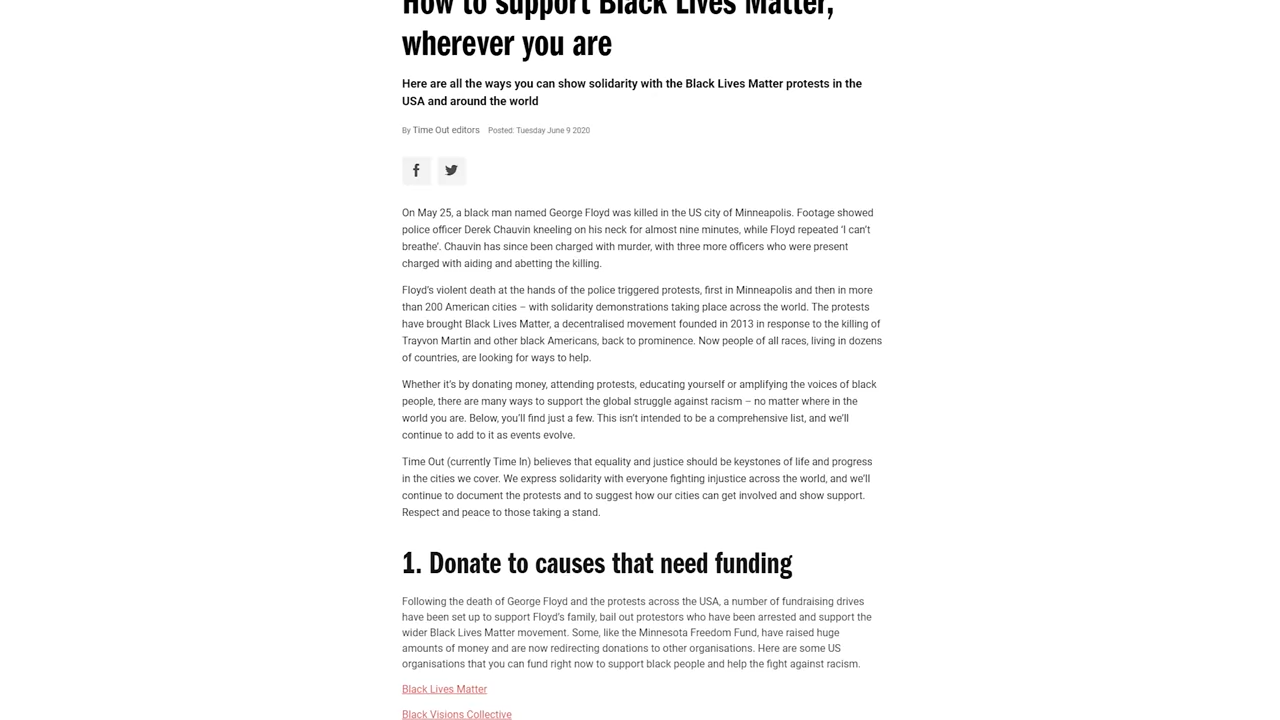 How to support Black Lives Matter,
wherever you are
Here are all the ways you can show solidarity with the Black Lives Matter protests in the
USA and around the world
By Time Out editors Posted: Tuesday June 9 2020
On May 25, a black man named George Floyd was killed in the US city of Minneapolis. Footage showed
police officer Derek Chauvin kneeling on his neck for almost nine minutes, while Floyd repeated ‘I can’t
breathe’. Chauvin has since been charged with murder, with three more officers who were present
charged with aiding and abetting the killing.
Floyd’s violent death at the hands of the police triggered protests, first in Minneapolis and then in more
than 200 American cities – with solidarity demonstrations taking place across the world. The protests
have brought Black Lives Matter, a decentralised movement founded in 2013 in response to the killing of
Trayvon Martin and other black Americans, back to prominence. Now people of all races, living in dozens
of countries, are looking for ways to help.
Whether it’s by donating money, attending protests, educating yourself or amplifying the voices of black
people, there are many ways to support the global struggle against racism – no matter where in the
world you are. Below, you’ll find just a few. This isn’t intended to be a comprehensive list, and we’ll
continue to add to it as events evolve.
Time Out (currently Time In) believes that equality and justice should be keystones of life and progress
in the cities we cover. We express solidarity with everyone fighting injustice across the world, and we’ll
continue to document the protests and to suggest how our cities can get involved and show support.
Respect and peace to those taking a stand.
1. Donate to causes that need funding
Following the death of George Floyd and the protests across the USA, a number of fundraising drives
have been set up to support Floyd’s family, bail out protestors who have been arrested and support the
wider Black Lives Matter movement. Some, like the Minnesota Freedom Fund, have raised huge
amounts of money and are now redirecting donations to other organisations. Here are some US
organisations that you can fund right now to support black people and help the fight against racism.
Black Lives Matter
Black Visions Collective